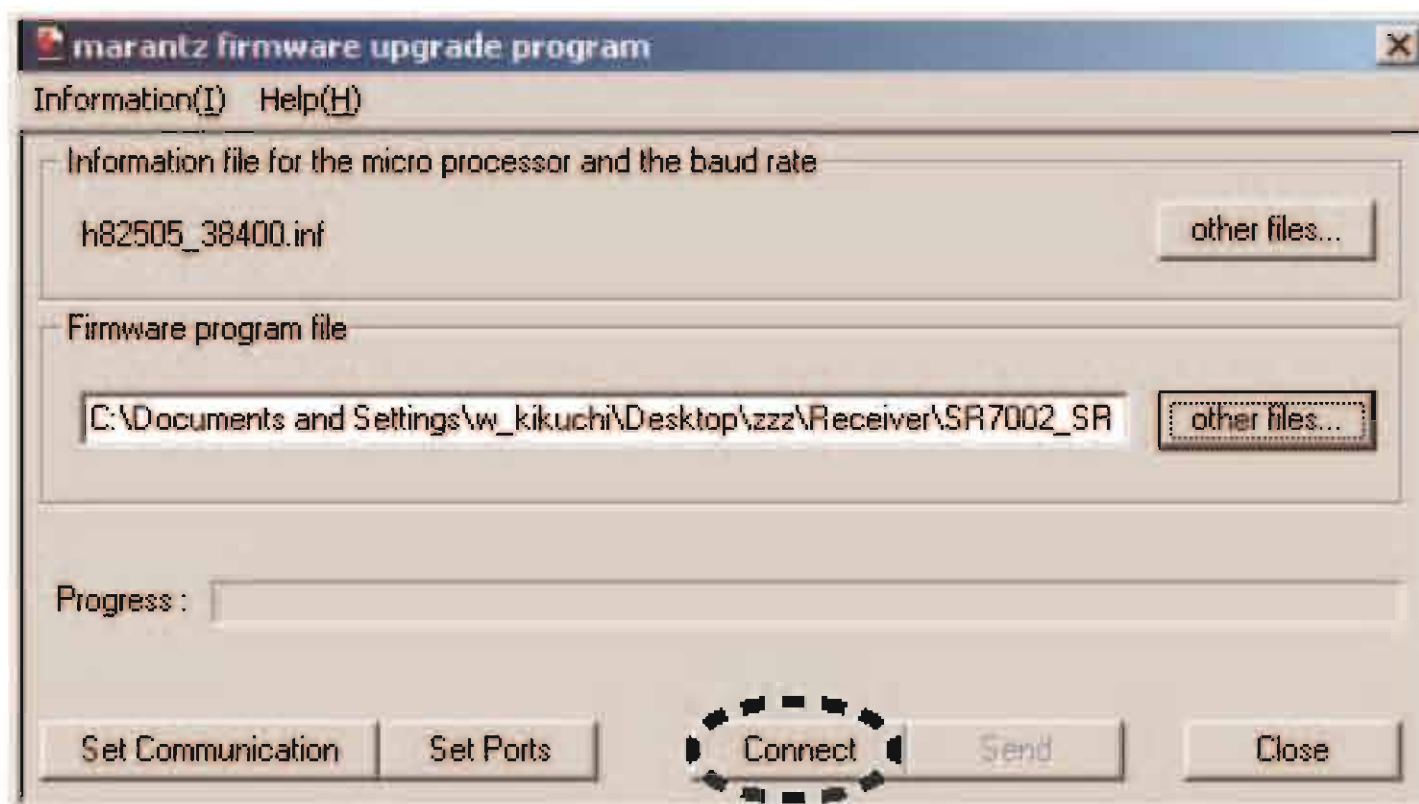 marantz firmware upgrade program
Information(I) Help(H)
Information file for the micro processor and the baud rate
h82505_38400.inf
other files...
Firmware program file
C:\Documents and Settings\w_kikuchi\Desktop\zzz\Receiver\SR7002_SR
other files...
Progress :
Set Communication Set Ports Connect Send Close